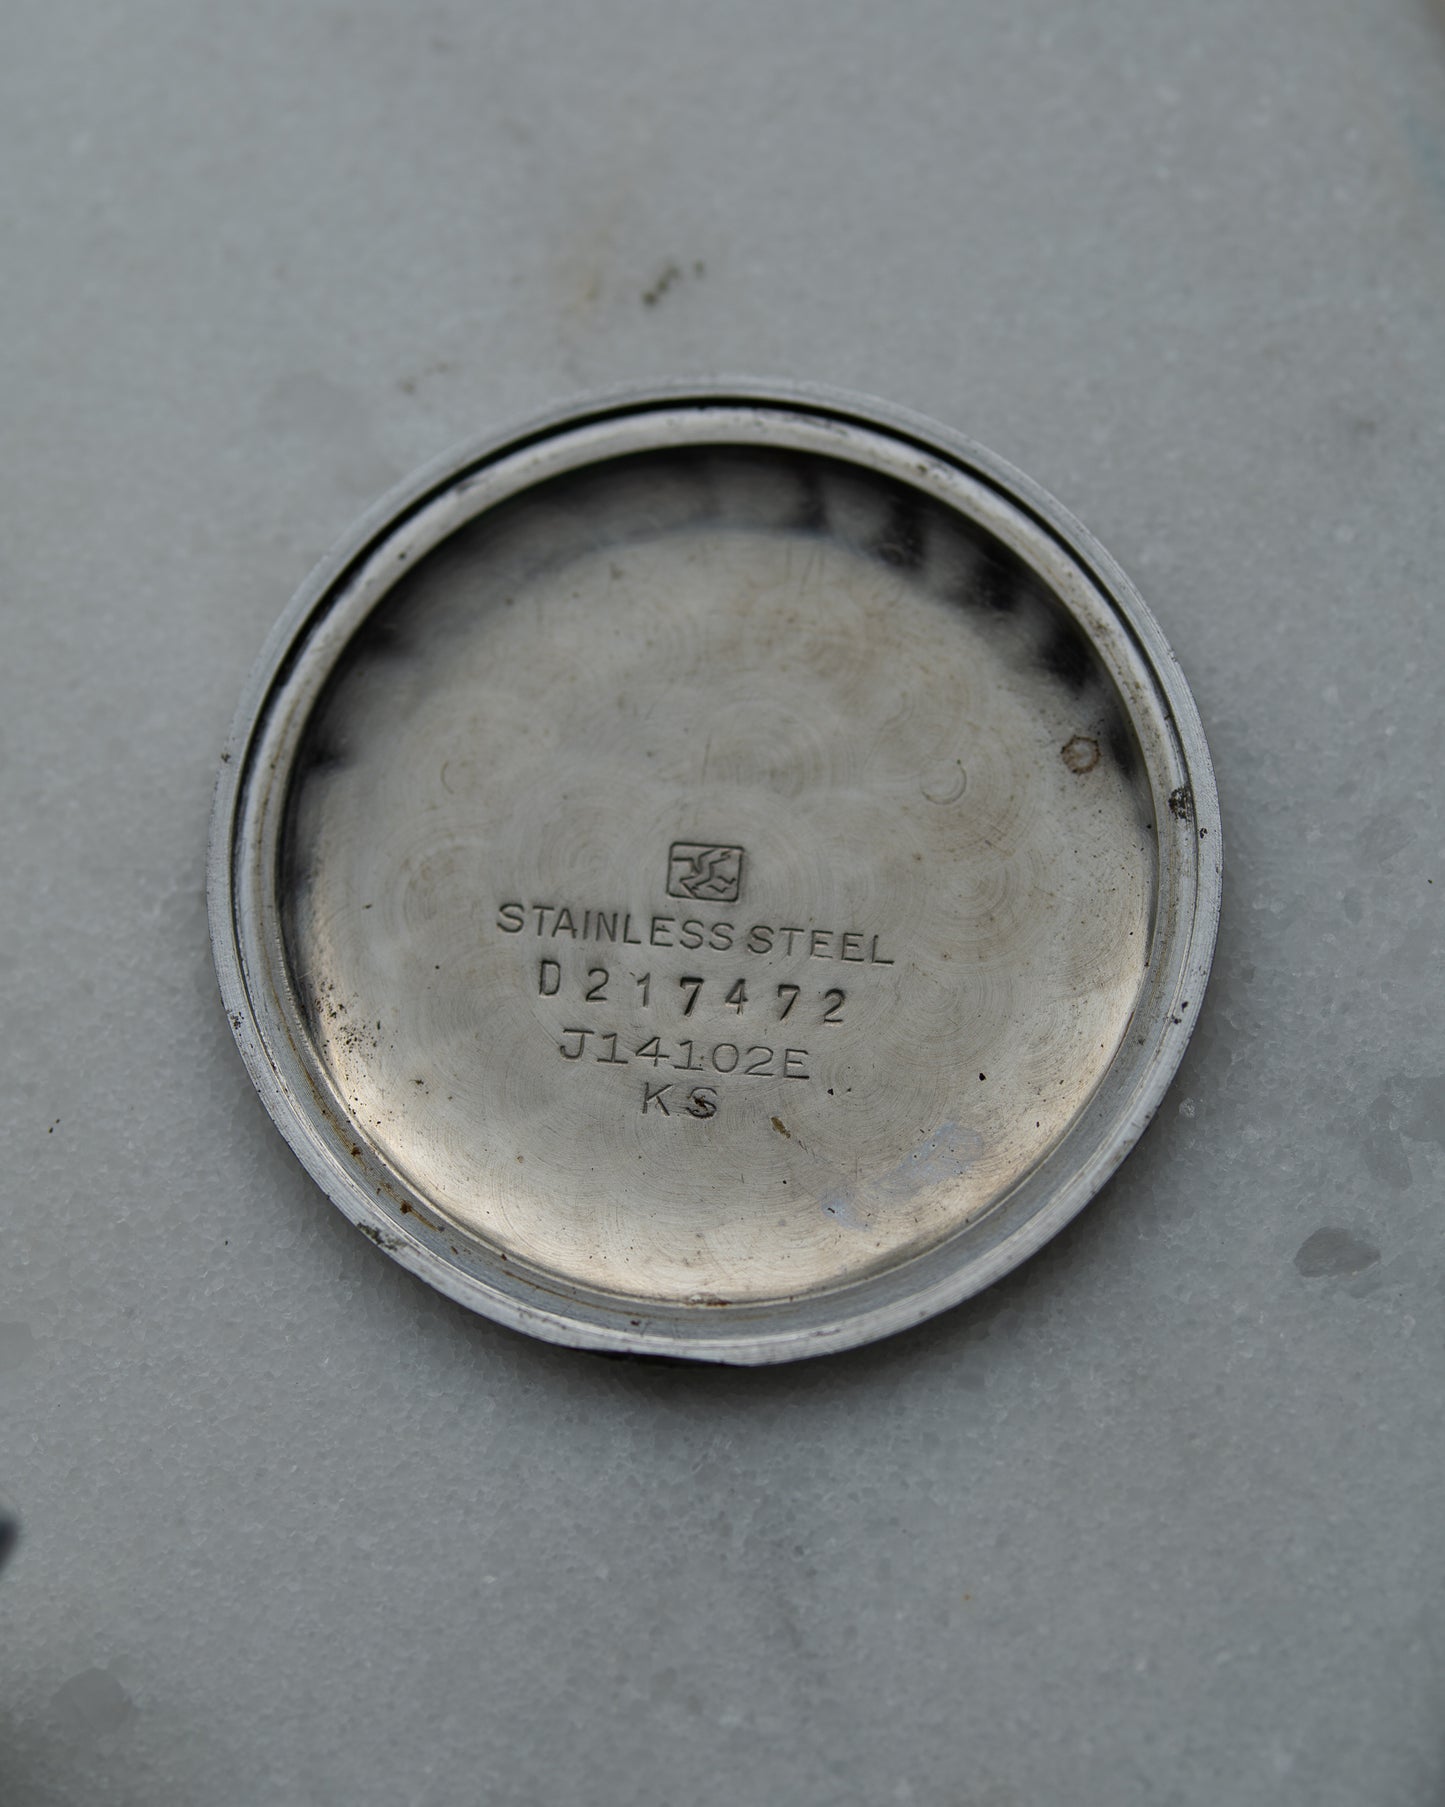 STAINLESS STEEL
D217472
J14102E
KS